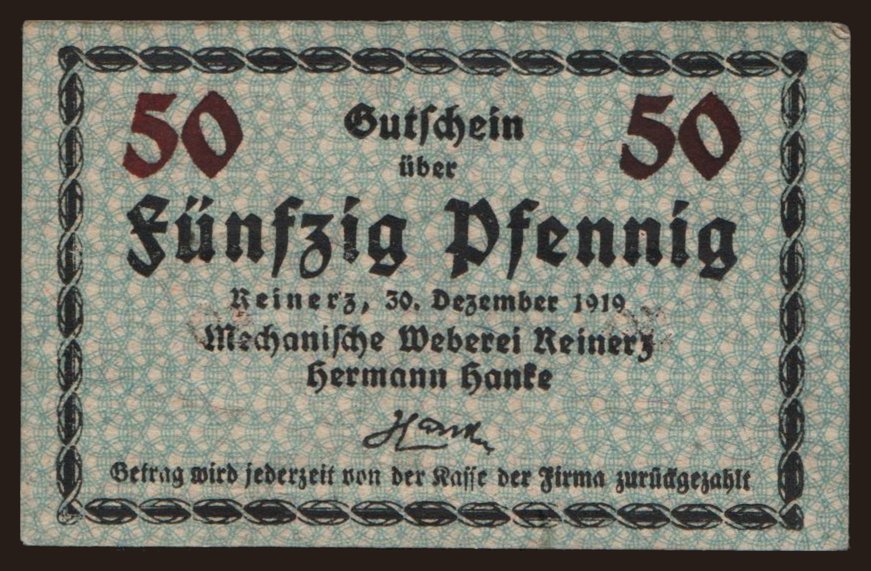 50 Gutschein 50
über
Fünfzig Pfennig
Reinerz, 30. Dezember 1919
Mechanische Weberei Reinerz
Hermann Hanke
Hanke
Betrag wird jederzeit von der Kasse der Firma zurückgezahlt